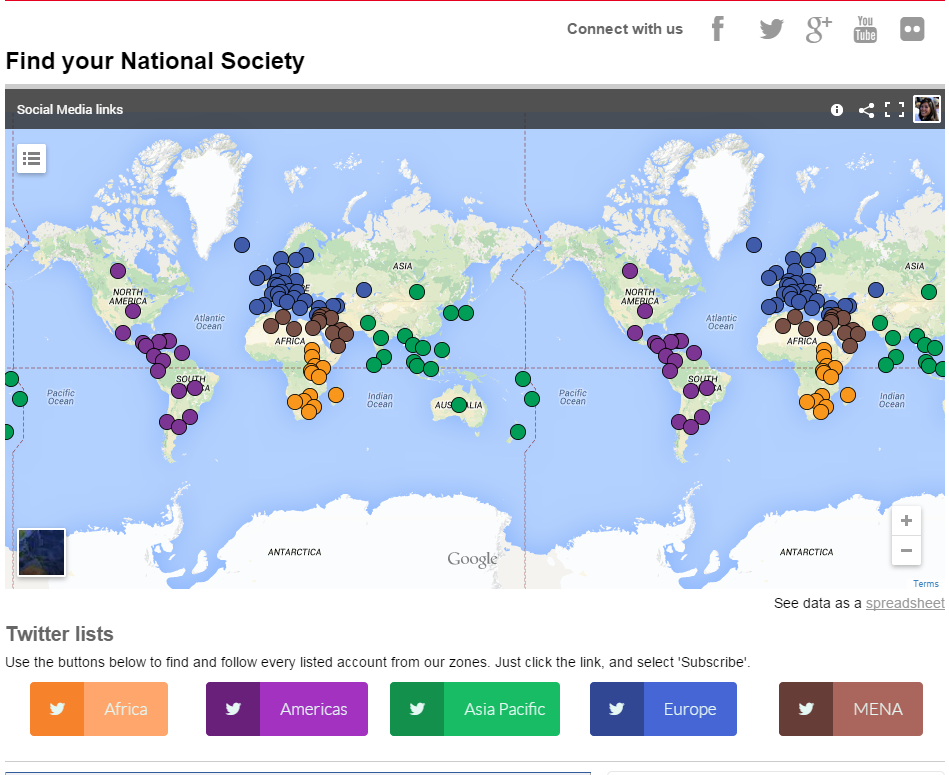 Connect with us
f
g+
You
Tube
Find your National Society
Social Media links
ASIA
NORTH
AMERICA
Atlantic
Ocean
AFRICA
SOUTH
Pacific
Ocean
Indian
Ocean
ASIA
NORTH
AMERICA
Atlantic
Ocean
AFRICA
SOUTH
Pacific
Ocean
Indian
Ocean
ANTARCTICA
Google
ANTARCTICA
+
−
Terms
See data as a spreadsheet
Twitter lists
Use the buttons below to find and follow every listed account from our zones. Just click the link, and select 'Subscribe'.
Africa
Americas
Asia Pacific
Europe
MENA